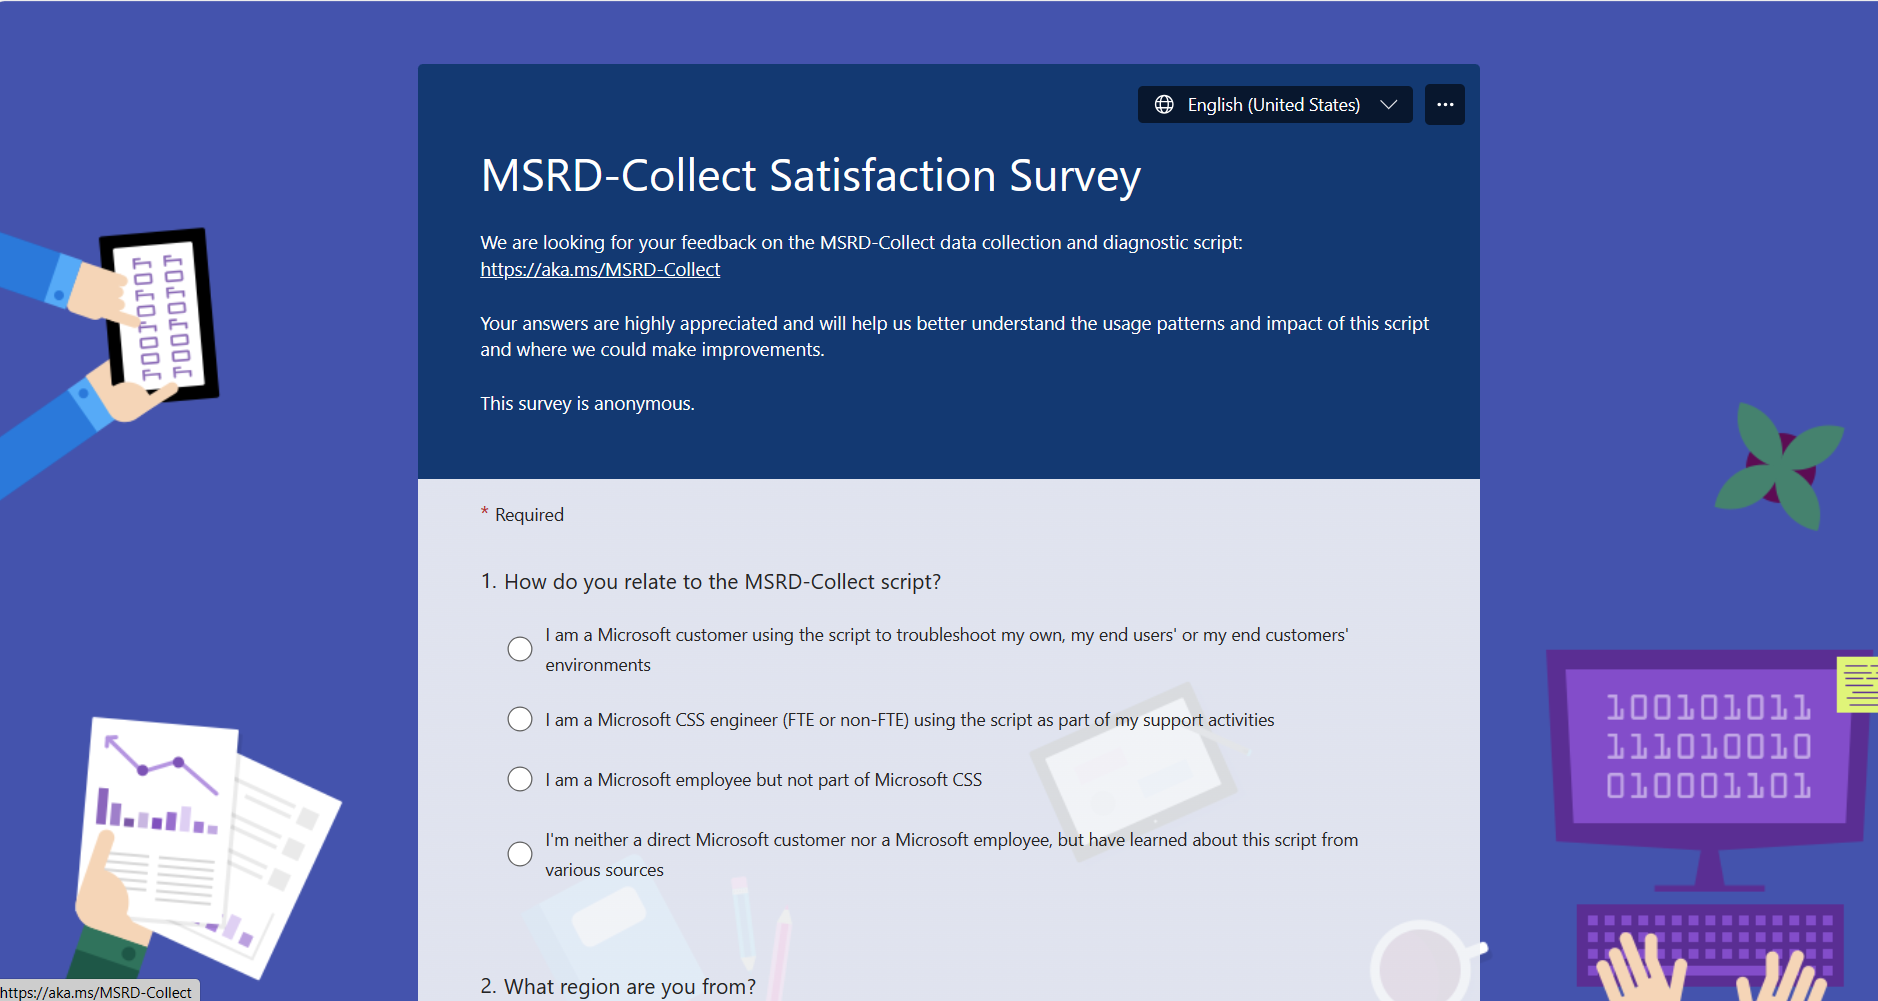 English (United States)
MSRD-Collect Satisfaction Survey
We are looking for your feedback on the MSRD-Collect data collection and diagnostic script:
https://aka.ms/MSRD-Collect
Your answers are highly appreciated and will help us better understand the usage patterns and impact of this script
and where we could make improvements.
This survey is anonymous.
* Required
1. How do you relate to the MSRD-Collect script?
I am a Microsoft customer using the script to troubleshoot my own, my end users' or my end customers'
environments
I am a Microsoft CSS engineer (FTE or non-FTE) using the script as part of my support activities
I am a Microsoft employee but not part of Microsoft CSS
I'm neither a direct Microsoft customer nor a Microsoft employee, but have learned about this script from
various sources
2. What region are you from?
100101011
111010010
010001101
https://aka.ms/MSRD-Collect